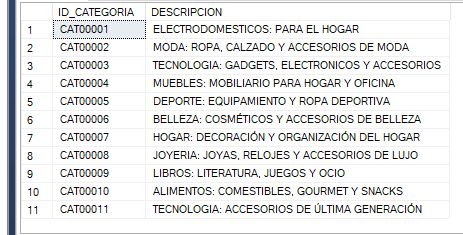 ID_CATEGORIA DESCRIPCION
1 CAT00001 ELECTRODOMESTICOS: PARA EL HOGAR
2 CAT00002 MODA: ROPA, CALZADO Y ACCESORIOS DE MODA
3 CAT00003 TECNOLOGIA: GADGETS, ELECTRONICOS Y ACCESORIOS
4 CAT00004 MUEBLES: MOBILIARIO PARA HOGAR Y OFICINA
5 CAT00005 DEPORTE: EQUIPAMIENTO Y ROPA DEPORTIVA
6 CAT00006 BELLEZA: COSMÉTICOS Y ACCESORIOS DE BELLEZA
7 CAT00007 HOGAR: DECORACIÓN Y ORGANIZACIÓN DEL HOGAR
8 CAT00008 JOYERIA: JOYAS, RELOJES Y ACCESORIOS DE LUJO
9 CAT00009 LIBROS: LITERATURA, JUEGOS Y OCIO
10 CAT00010 ALIMENTOS: COMESTIBLES, GOURMET Y SNACKS
11 CAT00011 TECNOLOGIA: ACCESORIOS DE ÚLTIMA GENERACIÓN